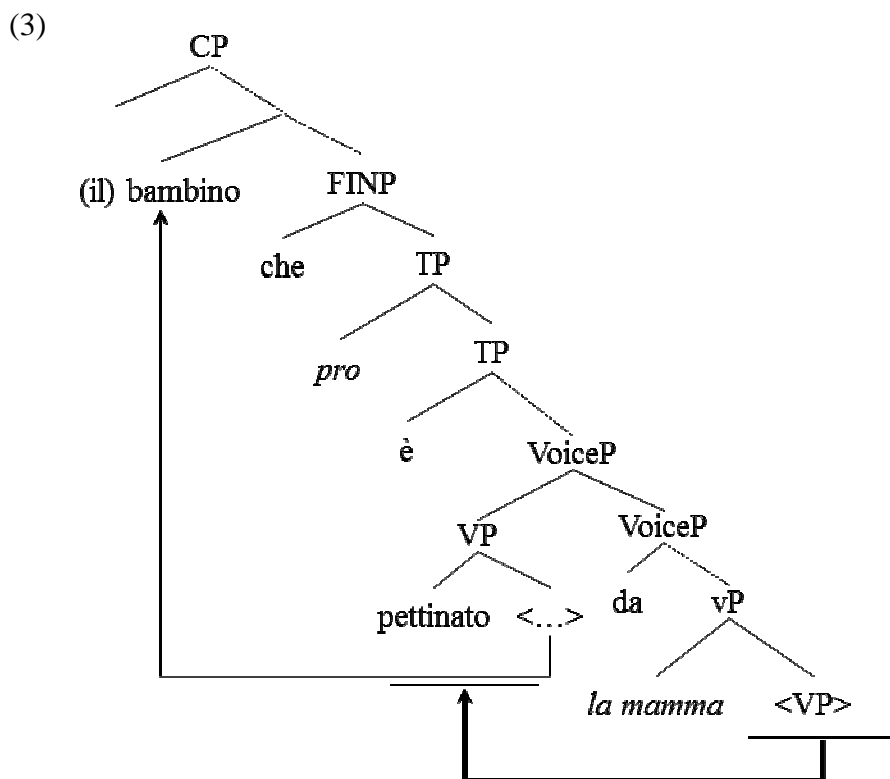 (3)
CP
(il) bambino FINP
che TP
pro TP
è VoiceP
VP VoiceP
pettinato <...> da vP
la mamma <VP>